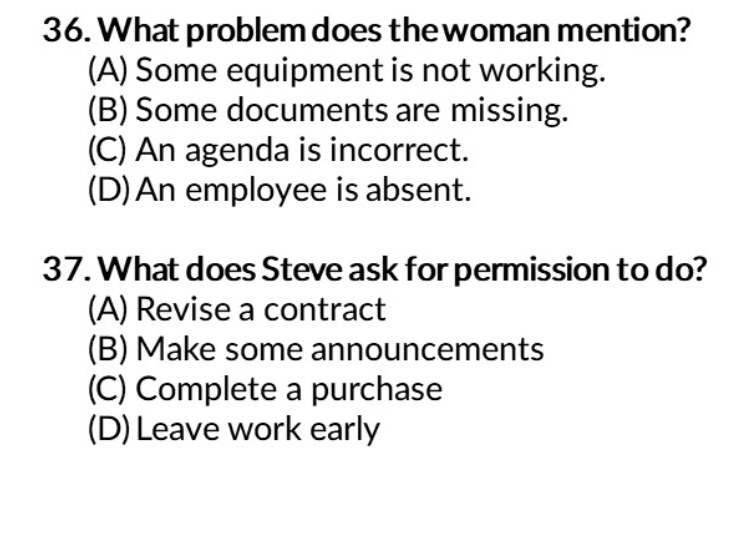 36. What problem does the woman mention?
(A) Some equipment is not working.
(B) Some documents are missing.
(C) An agenda is incorrect.
(D) An employee is absent.
37. What does Steve ask for permission to do?
(A) Revise a contract
(B) Make some announcements
(C) Complete a purchase
(D) Leave work early